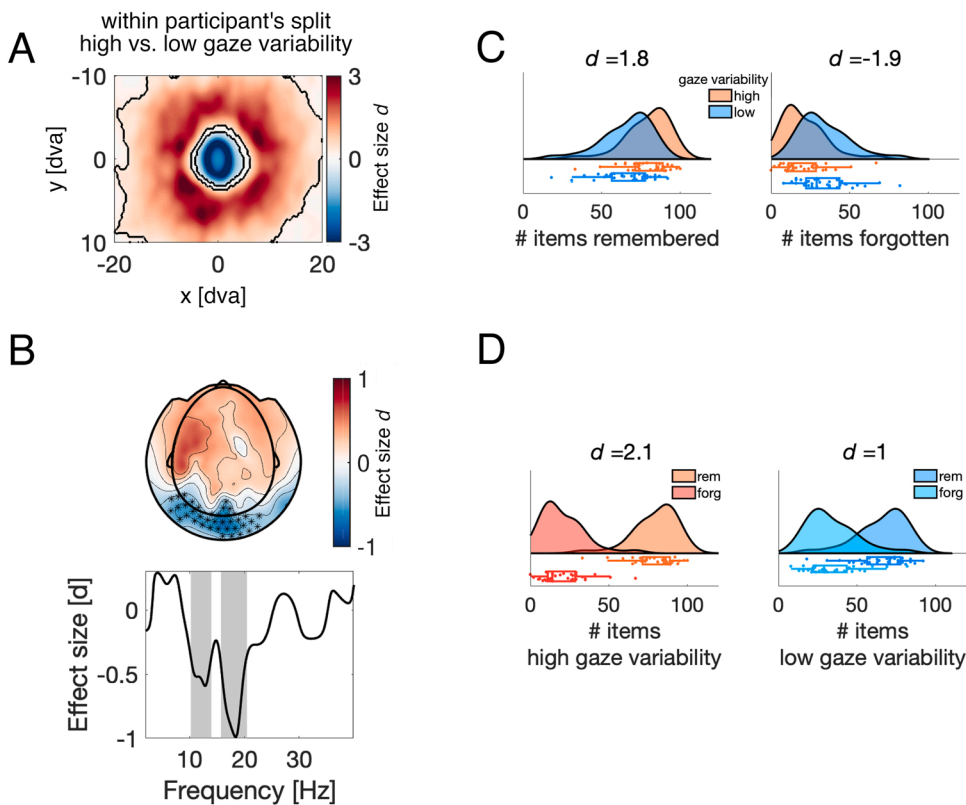 A
within participant's split
high vs. low gaze variability
-10
0
10
y [dva]
-20
0
20
x [dva]
3
0
-3
Effect size d
B
1
0
-1
Effect size d
0
-0.5
-1
Effect size [d]
10
20
30
Frequency [Hz]
C
d =1.8
gaze variability
high
low
0
50
100
# items remembered
d =-1.9
0
50
100
# items forgotten
D
d =2.1
rem
forg
0
50
100
# items
high gaze variability
d =1
rem
forg
0
50
100
# items
low gaze variability